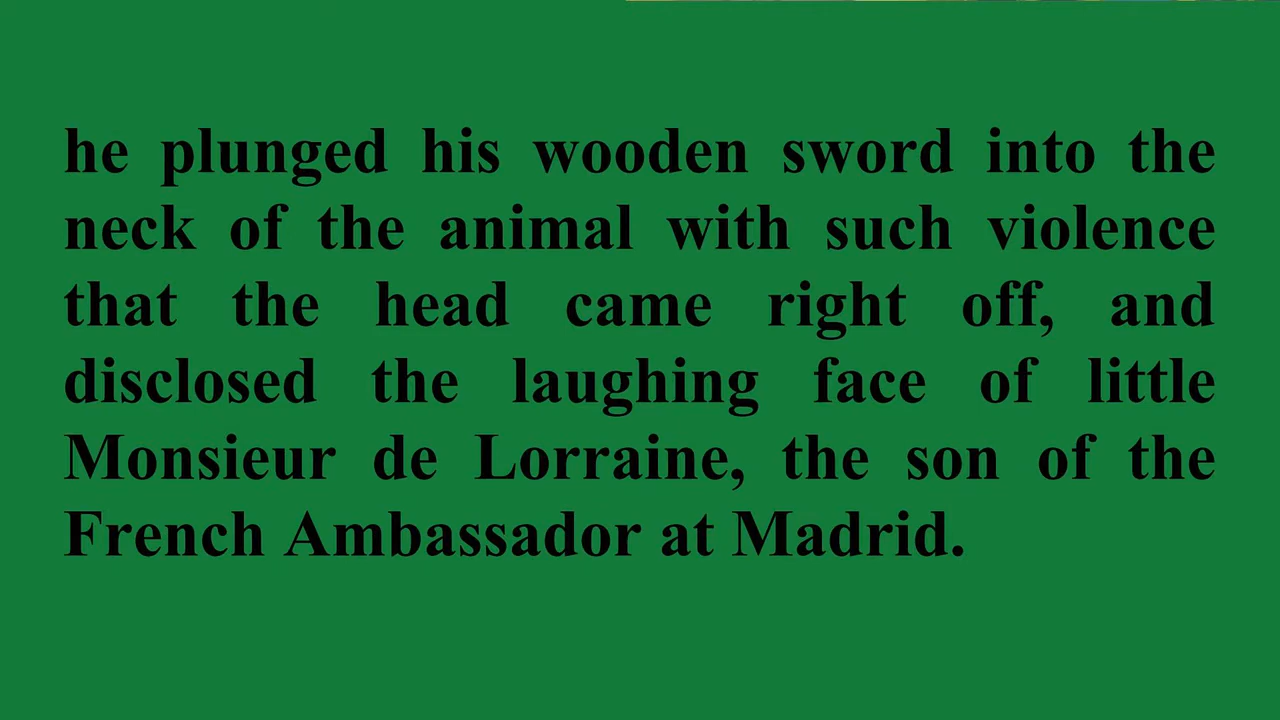 he plunged his wooden sword into the
neck of the animal with such violence
that the head came right off, and
disclosed the laughing face of little
Monsieur de Lorraine, the son of the
French Ambassador at Madrid.